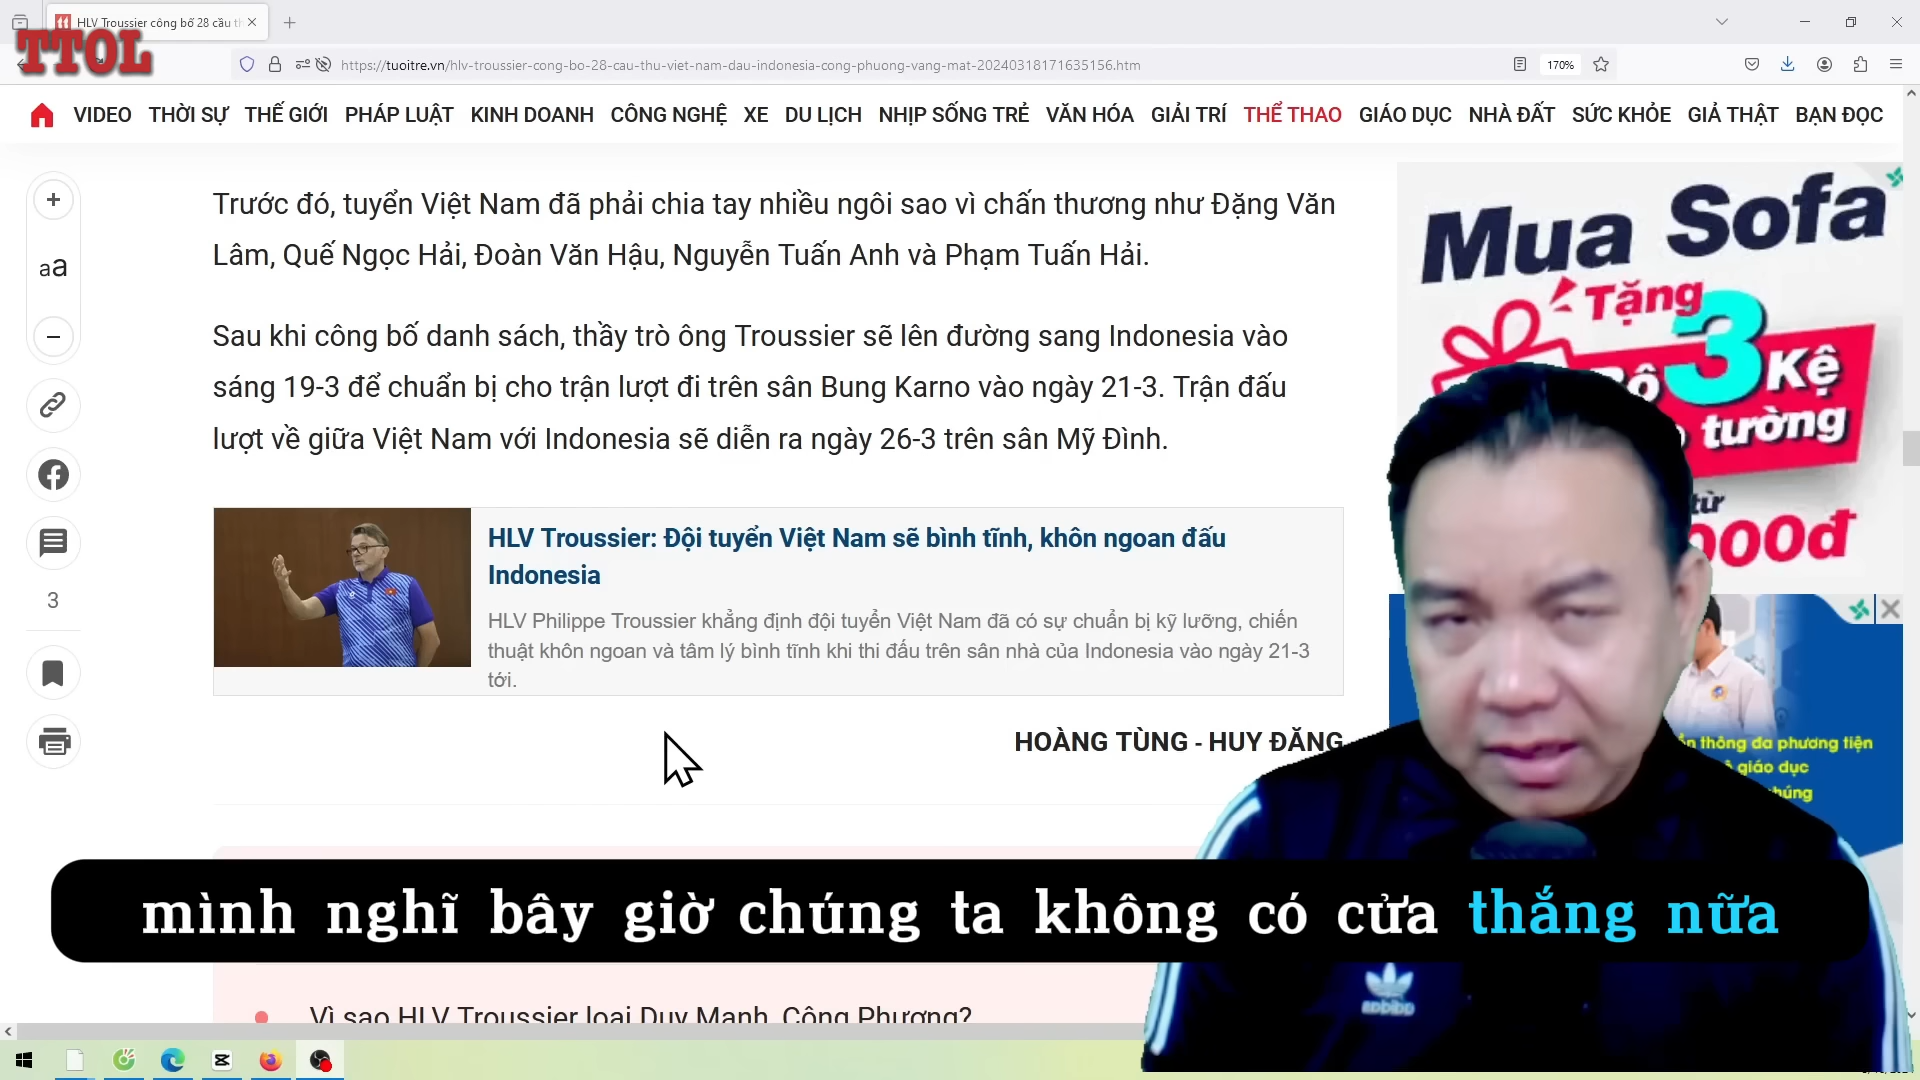 HLV Troussier công bố 28 cầu th
TTOL
https://tuoitre.vn/hlv-troussier-cong-bo-28-cau-thu-viet-nam-dau-indonesia-cong-phuong-vang-mat-20240318171635156.htm
170%
VIDEO THỜI SỰ THẾ GIỚI PHÁP LUẬT KINH DOANH CÔNG NGHỆ XE DU LỊCH NHỊP SỐNG TRẺ VĂN HÓA GIẢI TRÍ THỂ THAO GIÁO DỤC NHÀ ĐẤT SỨC KHỎE GIẢ THẬT BẠN ĐỌC
aa
3
Trước đó, tuyển Việt Nam đã phải chia tay nhiều ngôi sao vì chấn thương như Đặng Văn
Lâm, Quế Ngọc Hải, Đoàn Văn Hậu, Nguyễn Tuấn Anh và Phạm Tuấn Hải.
Sau khi công bố danh sách, thầy trò ông Troussier sẽ lên đường sang Indonesia vào
sáng 19-3 để chuẩn bị cho trận lượt đi trên sân Bung Karno vào ngày 21-3. Trận đấu
lượt về giữa Việt Nam với Indonesia sẽ diễn ra ngày 26-3 trên sân Mỹ Đình.
HLV Troussier: Đội tuyển Việt Nam sẽ bình tĩnh, khôn ngoan đấu
Indonesia
HLV Philippe Troussier khẳng định đội tuyển Việt Nam đã có sự chuẩn bị kỹ lưỡng, chiến
thuật khôn ngoan và tâm lý bình tĩnh khi thi đấu trên sân nhà của Indonesia vào ngày 21-3
tới.
HOÀNG TÙNG - HUY ĐĂNG
Mua Sofa
Tặng
3 Kệ
tường
từ
000đ
thông đa phương tiện
giáo dục
mình nghĩ bây giờ chúng ta không có cửa thắng nữa
Vì sao HLV Troussier loại Duy Mạnh, Công Phượng?
adidas